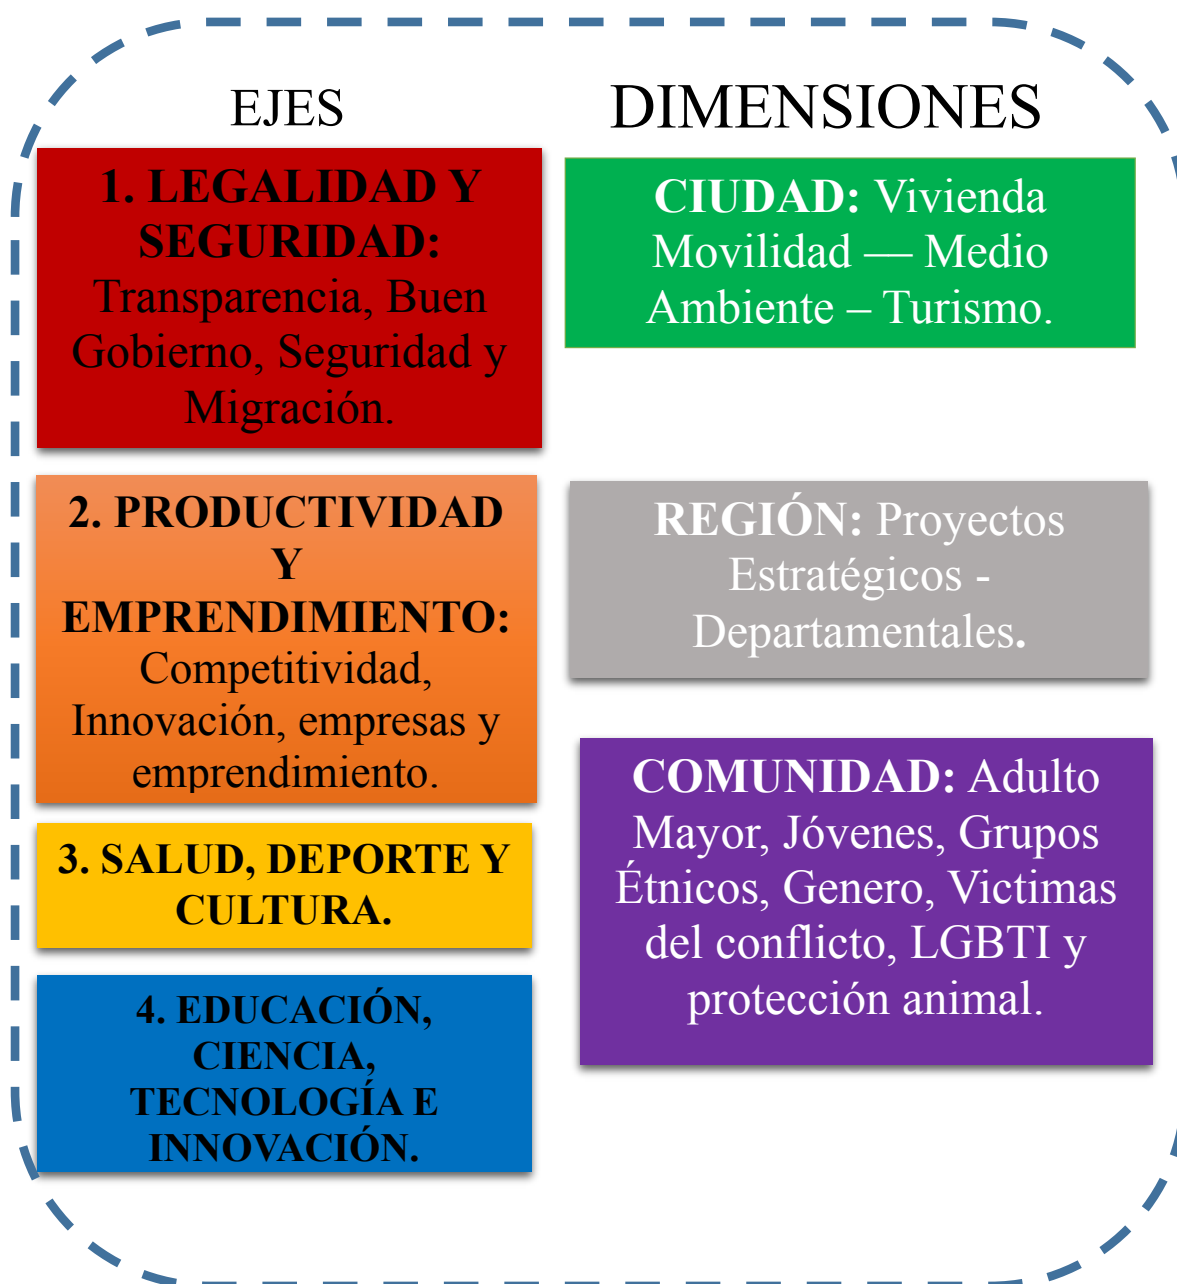 EJES
1. LEGALIDAD Y
SEGURIDAD:
Transparencia, Buen
Gobierno, Seguridad y
Migración.
2. PRODUCTIVIDAD
Y
EMPRENDIMIENTO:
Competitividad,
Innovación, empresas y
emprendimiento.
3. SALUD, DEPORTE Y
CULTURA.
4. EDUCACIÓN,
CIENCIA,
TECNOLOGÍA E
INNOVACIÓN.
DIMENSIONES
CIUDAD: Vivienda
Movilidad — Medio
Ambiente – Turismo.
REGIÓN: Proyectos
Estratégicos -
Departamentales.
COMUNIDAD: Adulto
Mayor, Jóvenes, Grupos
Étnicos, Genero, Victimas
del conflicto, LGBTI y
protección animal.